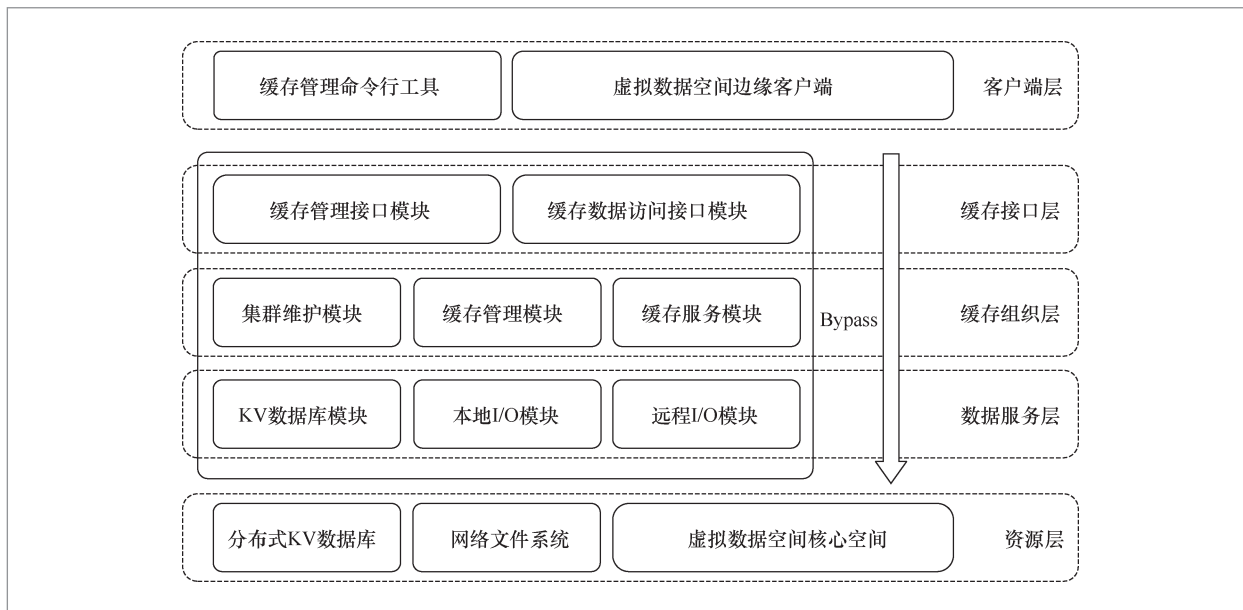 缓存管理命令行工具
虚拟数据空间边缘客户端
客户端层
缓存管理接口模块
缓存数据访问接口模块
缓存接口层
集群维护模块
缓存管理模块
缓存服务模块
Bypass
缓存组织层
KV数据库模块
本地I/O模块
远程I/O模块
数据服务层
分布式KV数据库
网络文件系统
虚拟数据空间核心空间
资源层